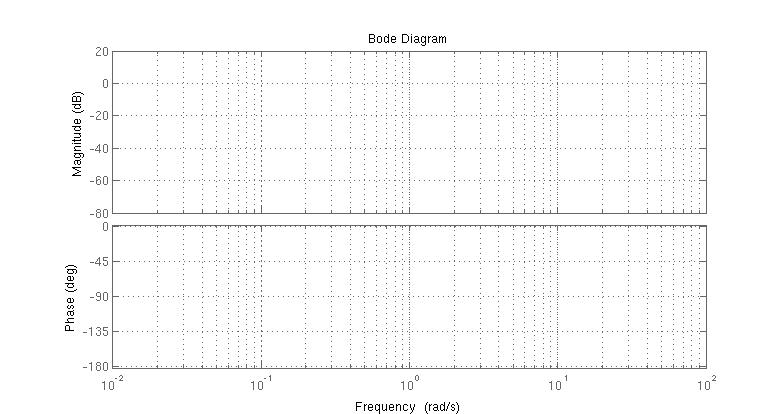 Bode Diagram
20
0
-20
-40
-60
-80
Magnitude (dB)
0
-45
-90
-135
-180
Phase (deg)
10^-2 10^-1 10^0 10^1 10^2
Frequency (rad/s)